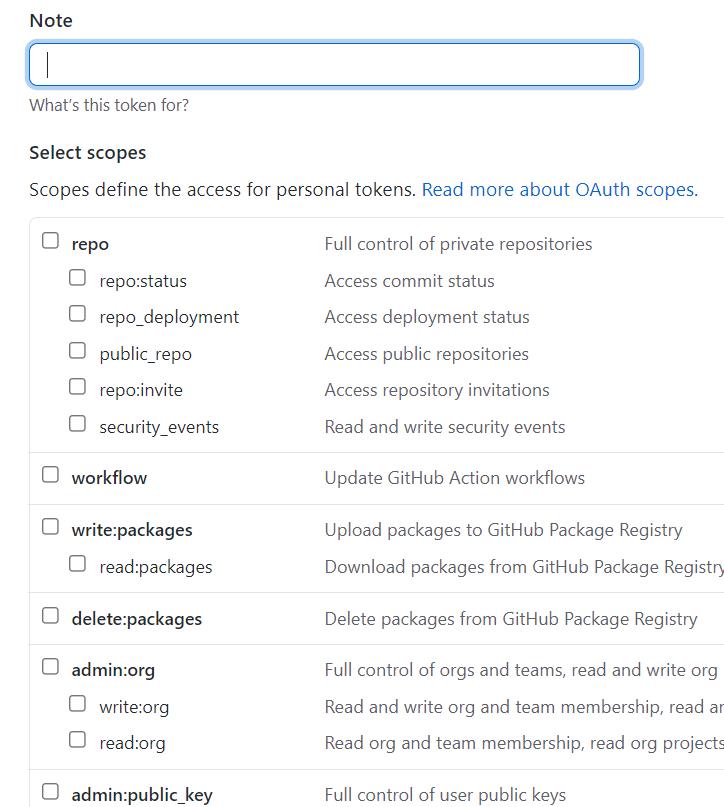 Note
What's this token for?
Select scopes
Scopes define the access for personal tokens. Read more about OAuth scopes.
repo Full control of private repositories
repo:status Access commit status
repo_deployment Access deployment status
public_repo Access public repositories
repo:invite Access repository invitations
security_events Read and write security events
workflow Update GitHub Action workflows
write:packages Upload packages to GitHub Package Registry
read:packages Download packages from GitHub Package Registry
delete:packages Delete packages from GitHub Package Registry
admin:org Full control of orgs and teams, read and write org
write:org Read and write org and team membership, read
read:org Read org and team membership, read org projects
admin:public_key Full control of user public keys